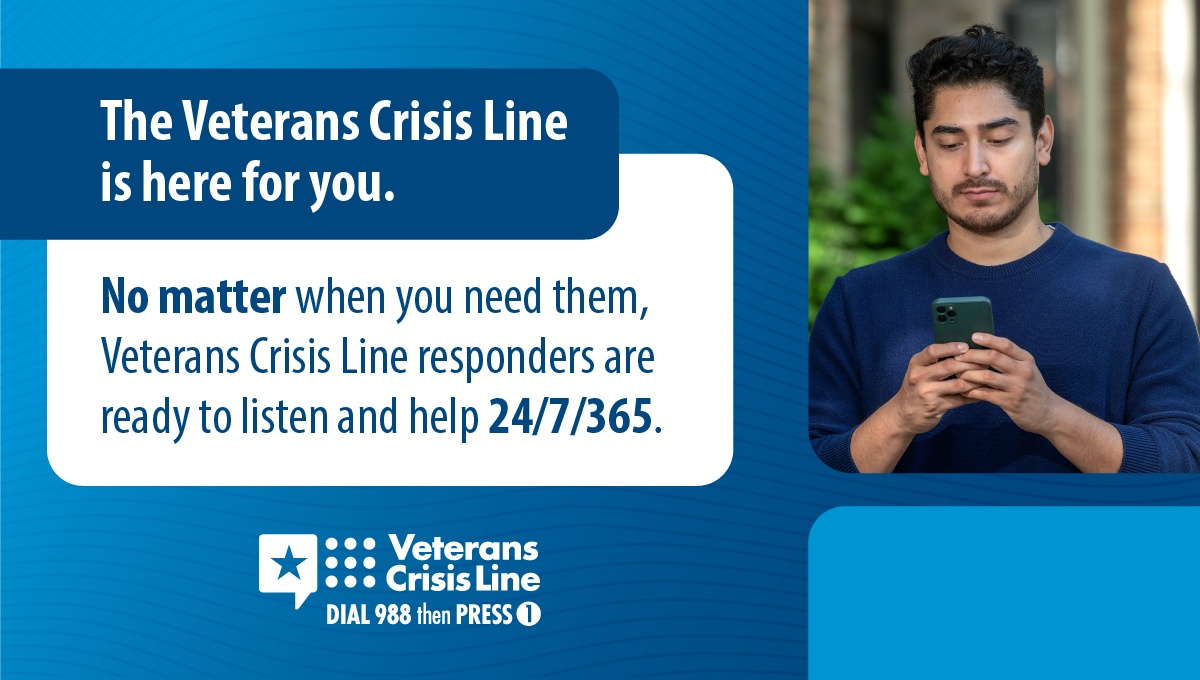 The Veterans Crisis Line
is here for you.
No matter when you need them,
Veterans Crisis Line responders are
ready to listen and help 24/7/365.
Veterans
Crisis Line
DIAL 988 then PRESS 1